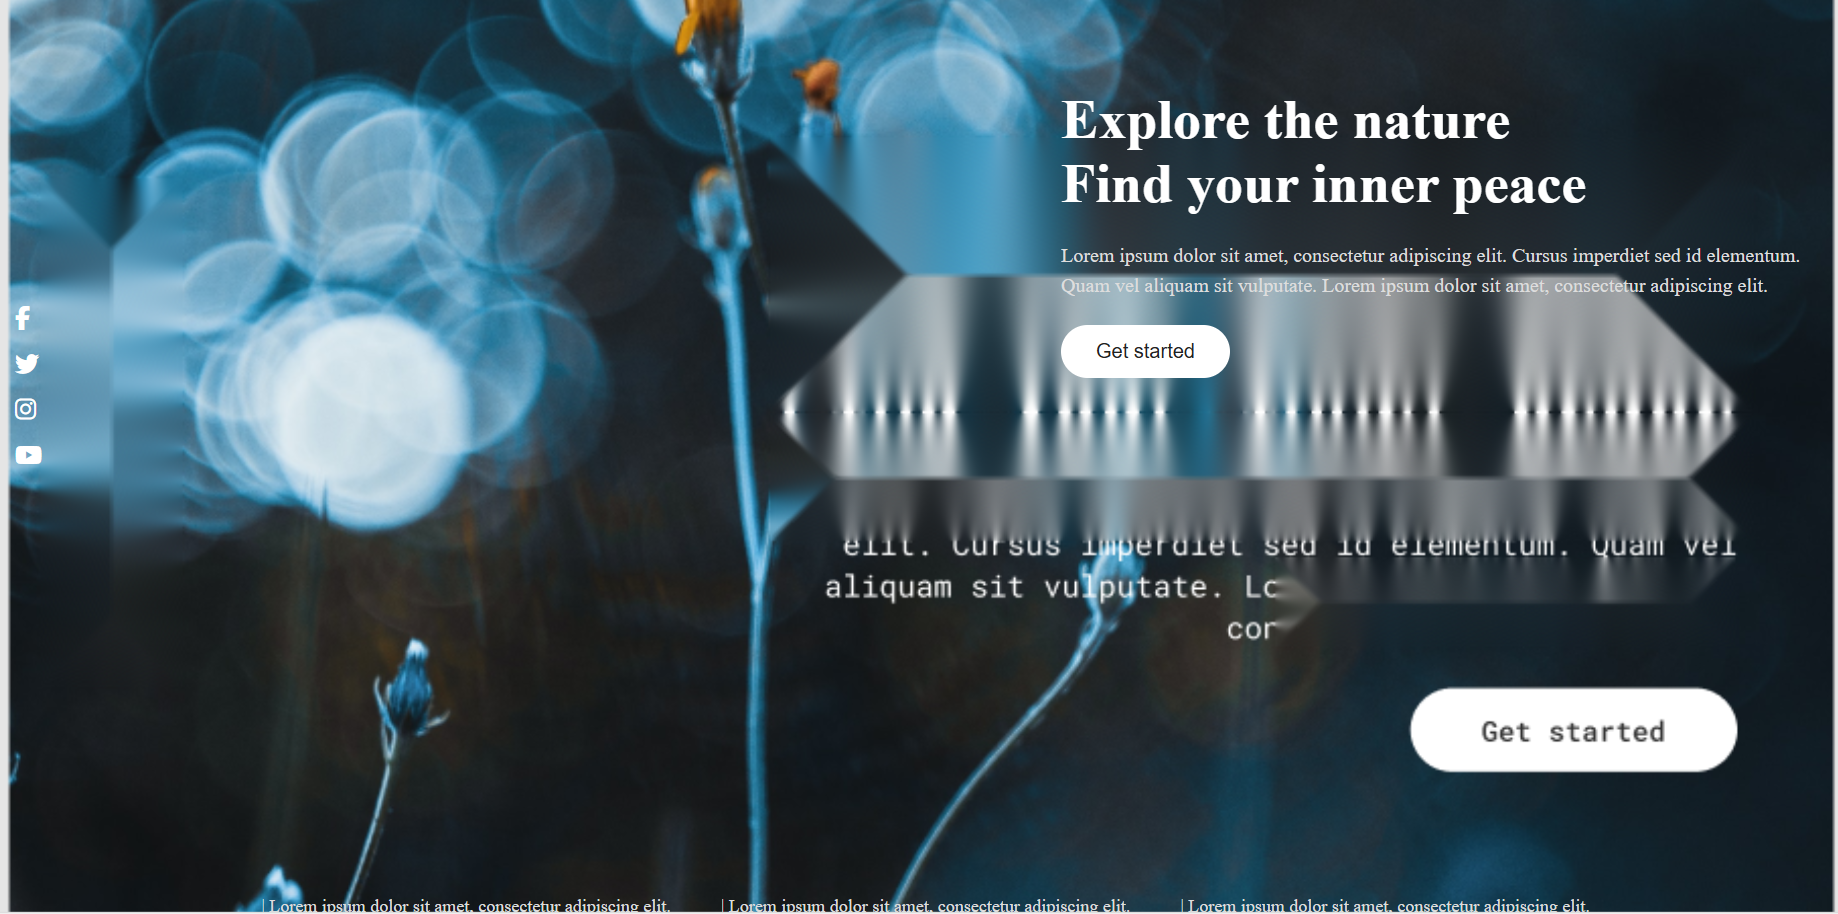 Explore the nature
Find your inner peace
Lorem ipsum dolor sit amet, consectetur adipiscing elit. Cursus imperdiet sed id elementum.
Quam vel aliquam sit vulputate. Lorem ipsum dolor sit amet, consectetur adipiscing elit.
Get started
elit. Cursus imperdiet sed id elementum. Quam vel
aliquam sit vulputate. Lo
cor
Get started
| Lorem ipsum dolor sit amet, consectetur adipiscing elit.
| Lorem ipsum dolor sit amet, consectetur adipiscing elit.
| Lorem ipsum dolor sit amet, consectetur adipiscing elit.